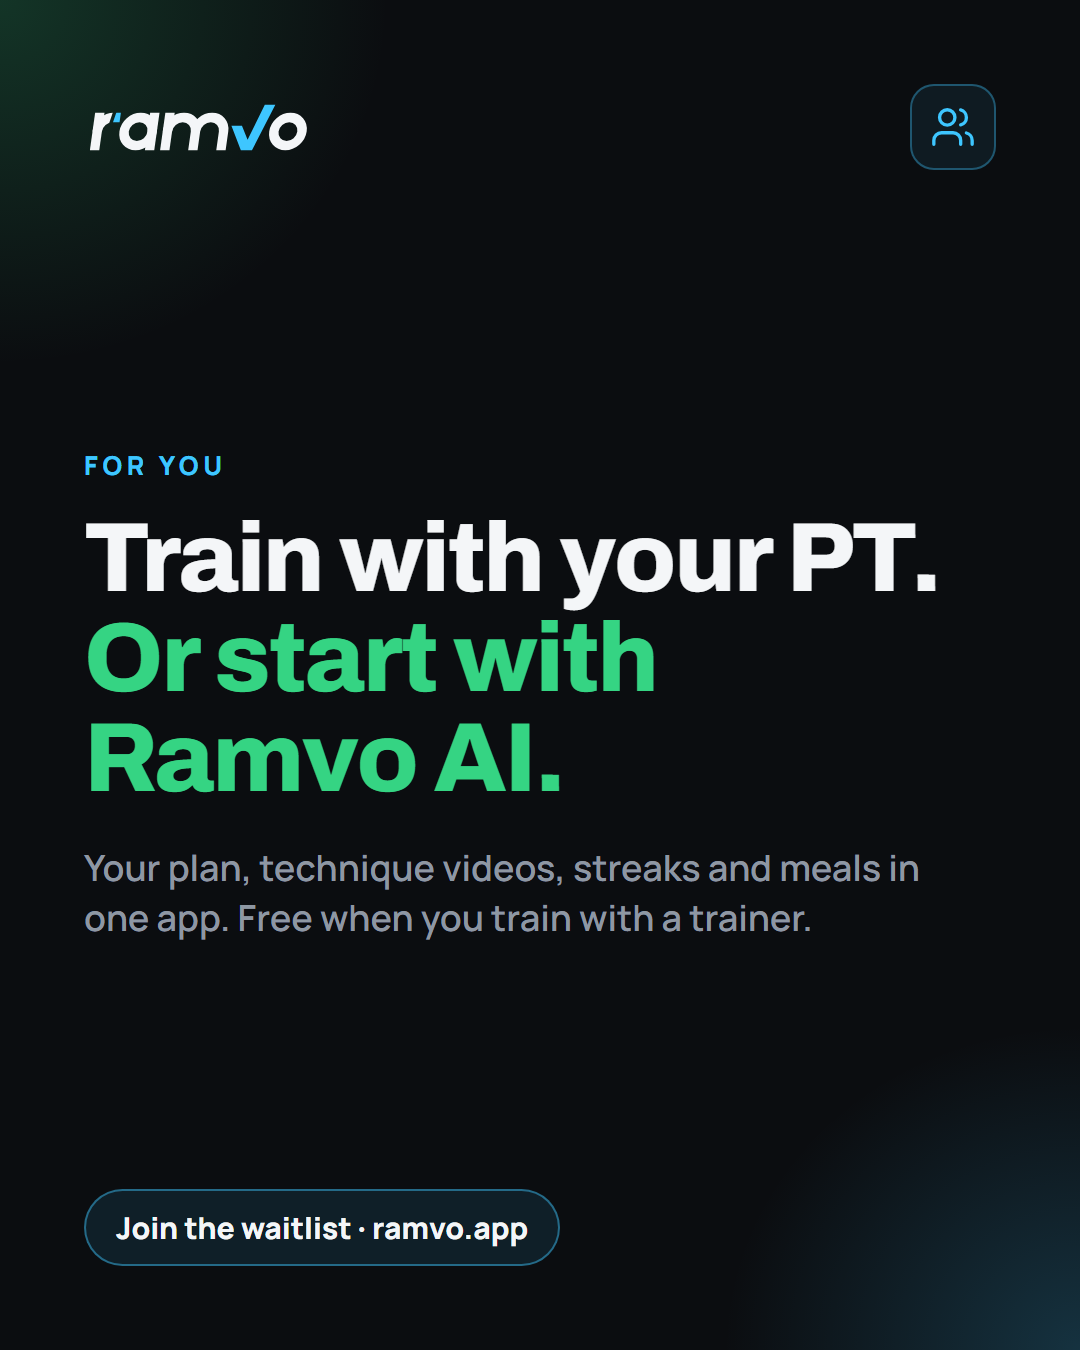 ramvo
FOR YOU
Train with your PT.
Or start with
Ramvo AI.
Your plan, technique videos, streaks and meals in
one app. Free when you train with a trainer.
Join the waitlist · ramvo.app